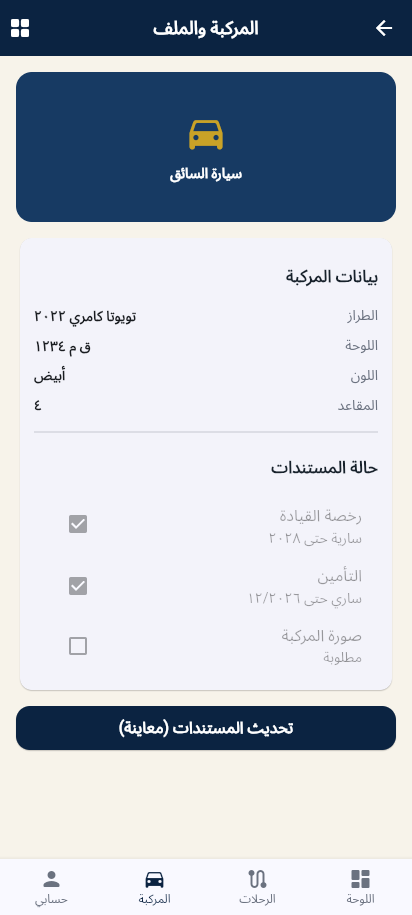 المركبة والملف
سيارة السائق
بيانات المركبة
الطراز تويوتا كامري ٢٠٢٢
اللوحة ق م ١٢٣٤
اللون أبيض
المقاعد ٤
حالة المستندات
رخصة القيادة
سارية حتى ٢٠٢٨
التأمين
ساري حتى ١٢/٢٠٢٦
صورة المركبة
مطلوبة
تحديث المستندات (معاينة)
اللوحة الرحلات المركبة حسابي